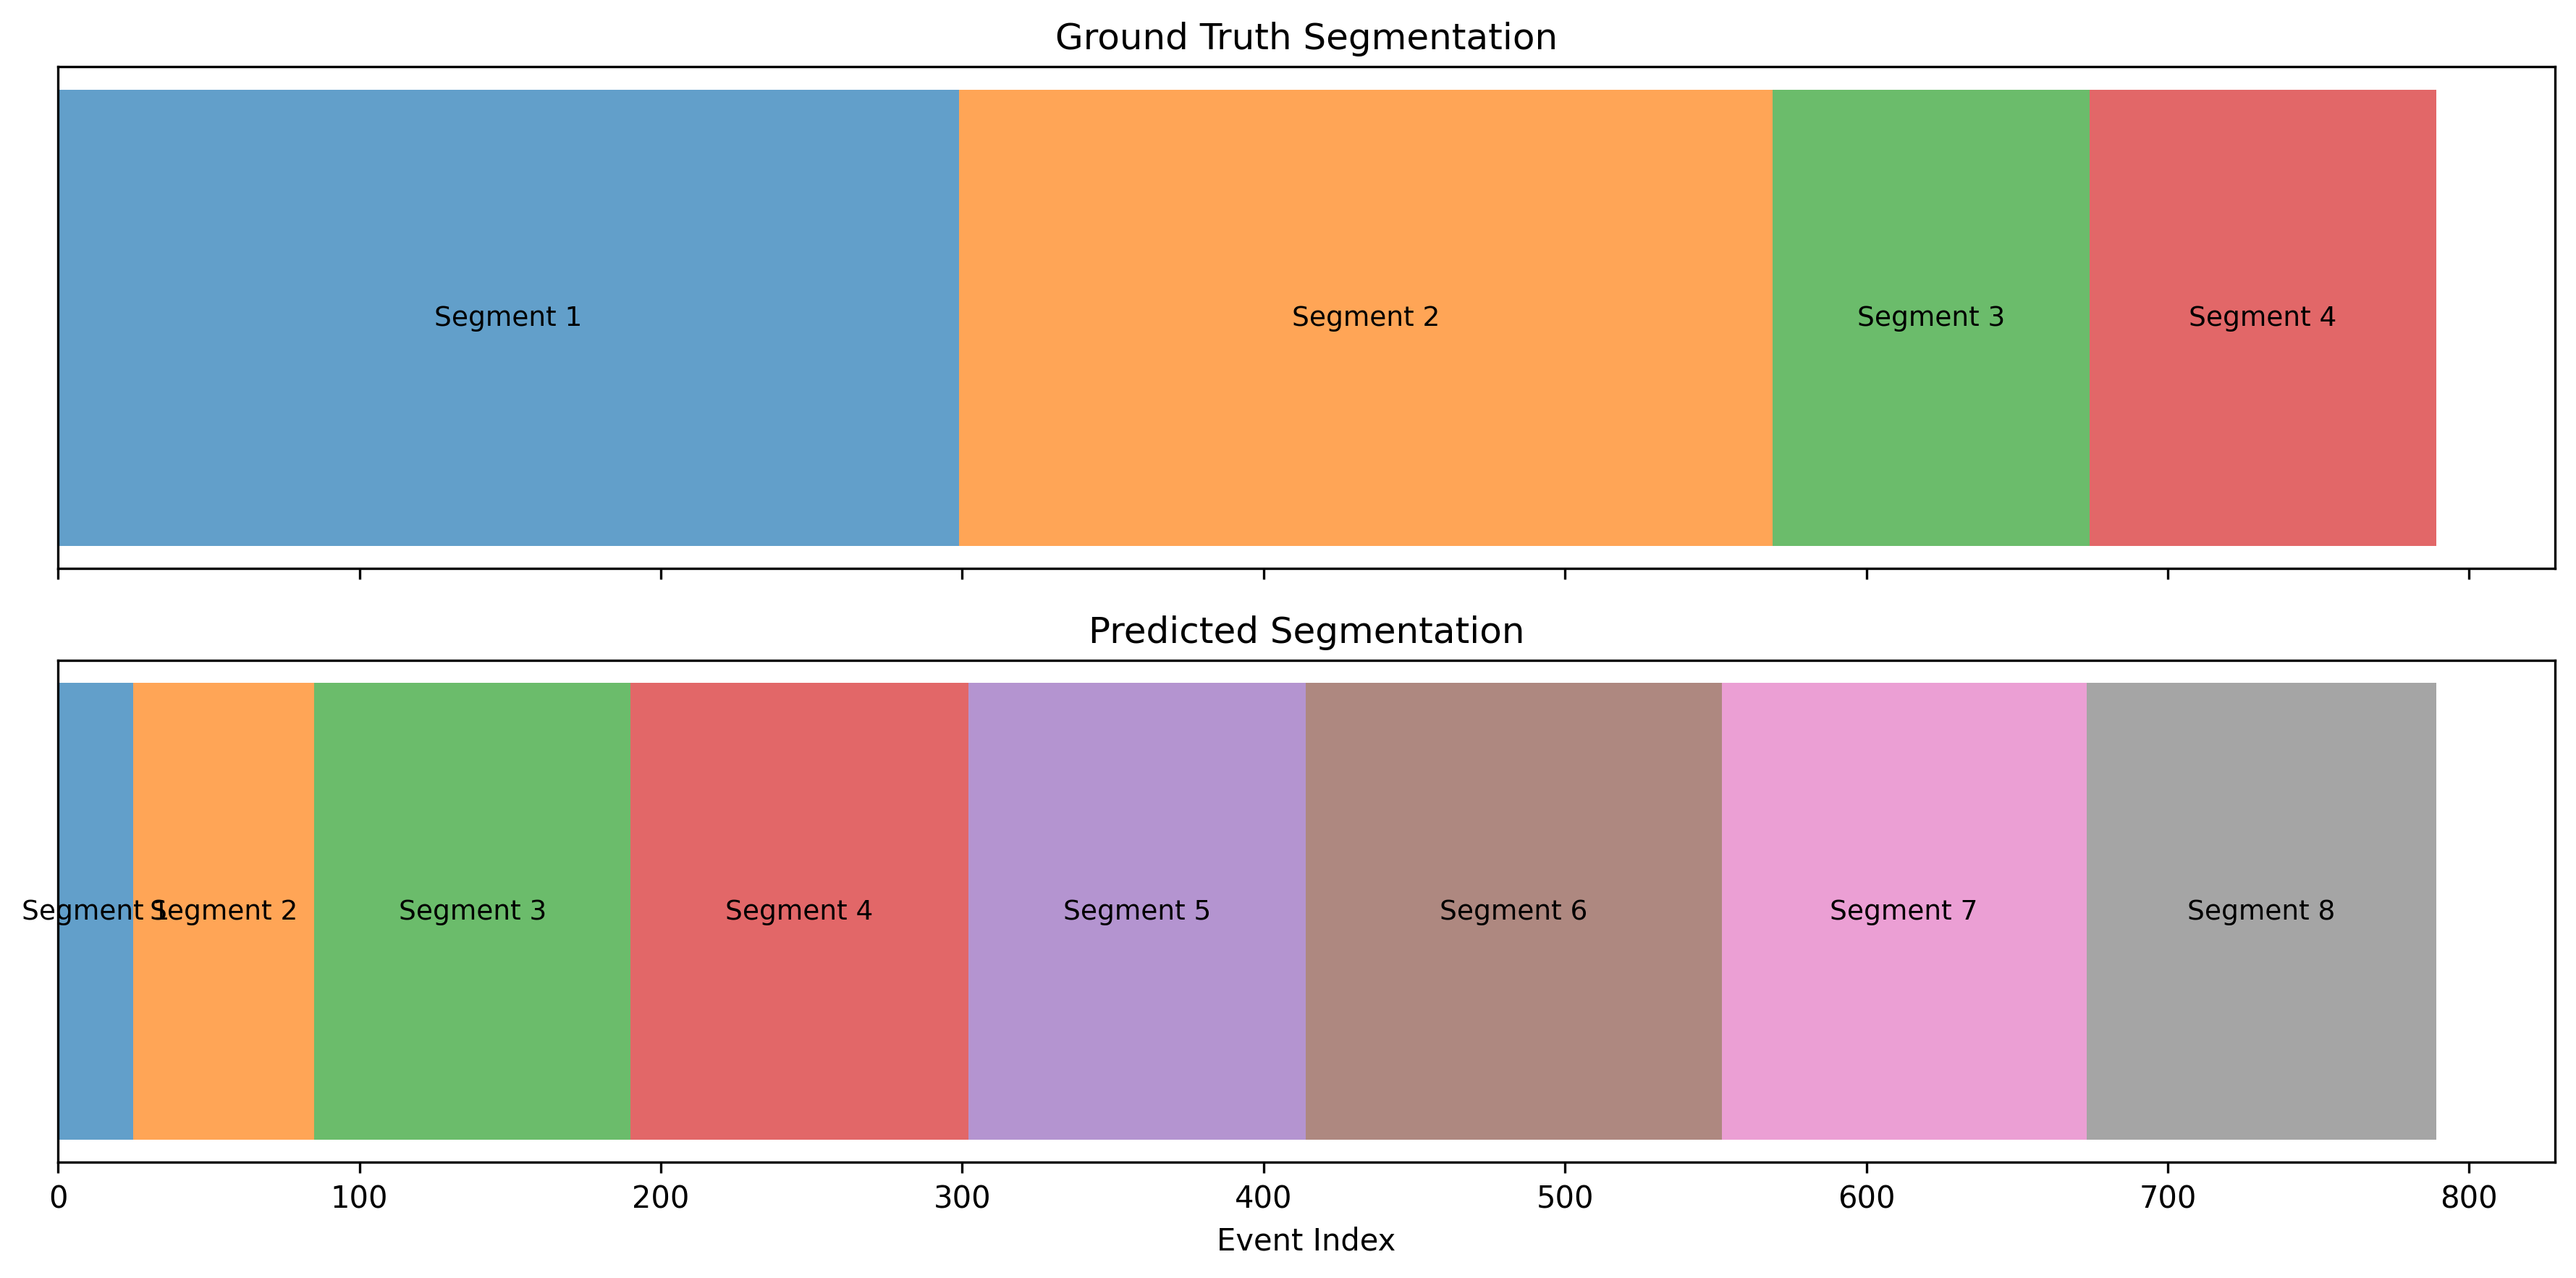 Ground Truth Segmentation
Segment 1 Segment 2 Segment 3 Segment 4
Predicted Segmentation
Segment 1 Segment 2 Segment 3 Segment 4 Segment 5 Segment 6 Segment 7 Segment 8
0 100 200 300 400 500 600 700 800
Event Index